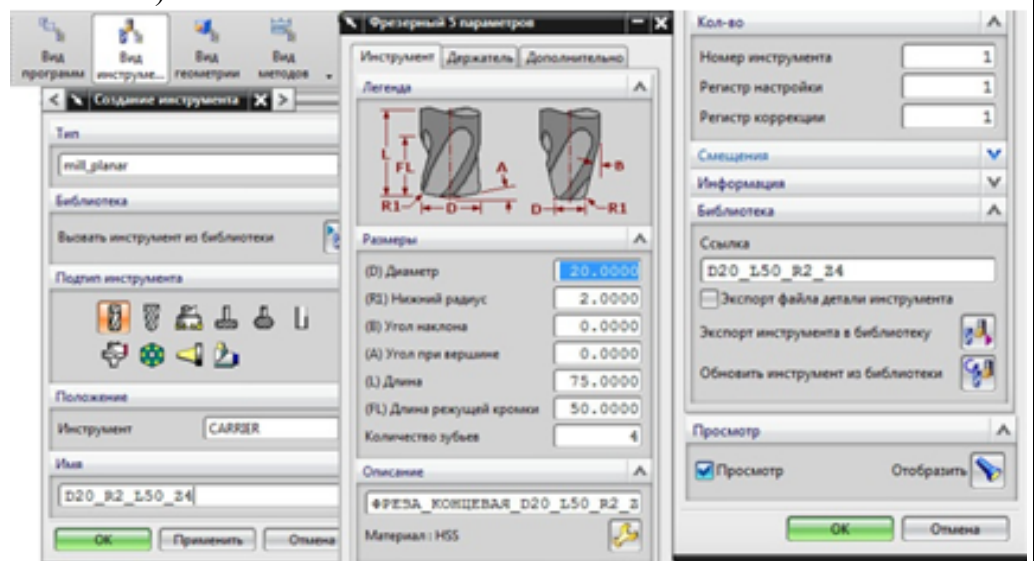 Вид программ
Вид инструме...
Вид геометрии
Вид методов
Создание инструмента
Тип
mill_planar
Библиотека
Вызвать инструмент из библиотеки
Подтип инструмента
Положение
Инструмент CARRIER
Имя
D20_R2_L50_Z4
OK Применить Отмена
Фрезерный 5 параметров
Инструмент Держатель Дополнительно
Легенда
L
FL
A
B
R1 D D R1
Размеры
(D) Диаметр 20.0000
(R1) Нижний радиус 2.0000
(B) Угол наклона 0.0000
(A) Угол при вершине 0.0000
(L) Длина 75.0000
(FL) Длина режущей кромки 50.0000
Количество зубьев 4
Описание
ФРЕЗА_КОНЦЕВАЯ_D20_L50_R2_Z
Материал : HSS
Кол-во
Номер инструмента 1
Регистр настройки 1
Регистр коррекции 1
Смещения
Информация
Библиотека
Ссылка
D20_L50_R2_Z4
Экспорт файла детали инструмента
Экспорт инструмента в библиотеку
Обновить инструмент из библиотеки
Просмотр
Просмотр Отобразить
OK Отмена